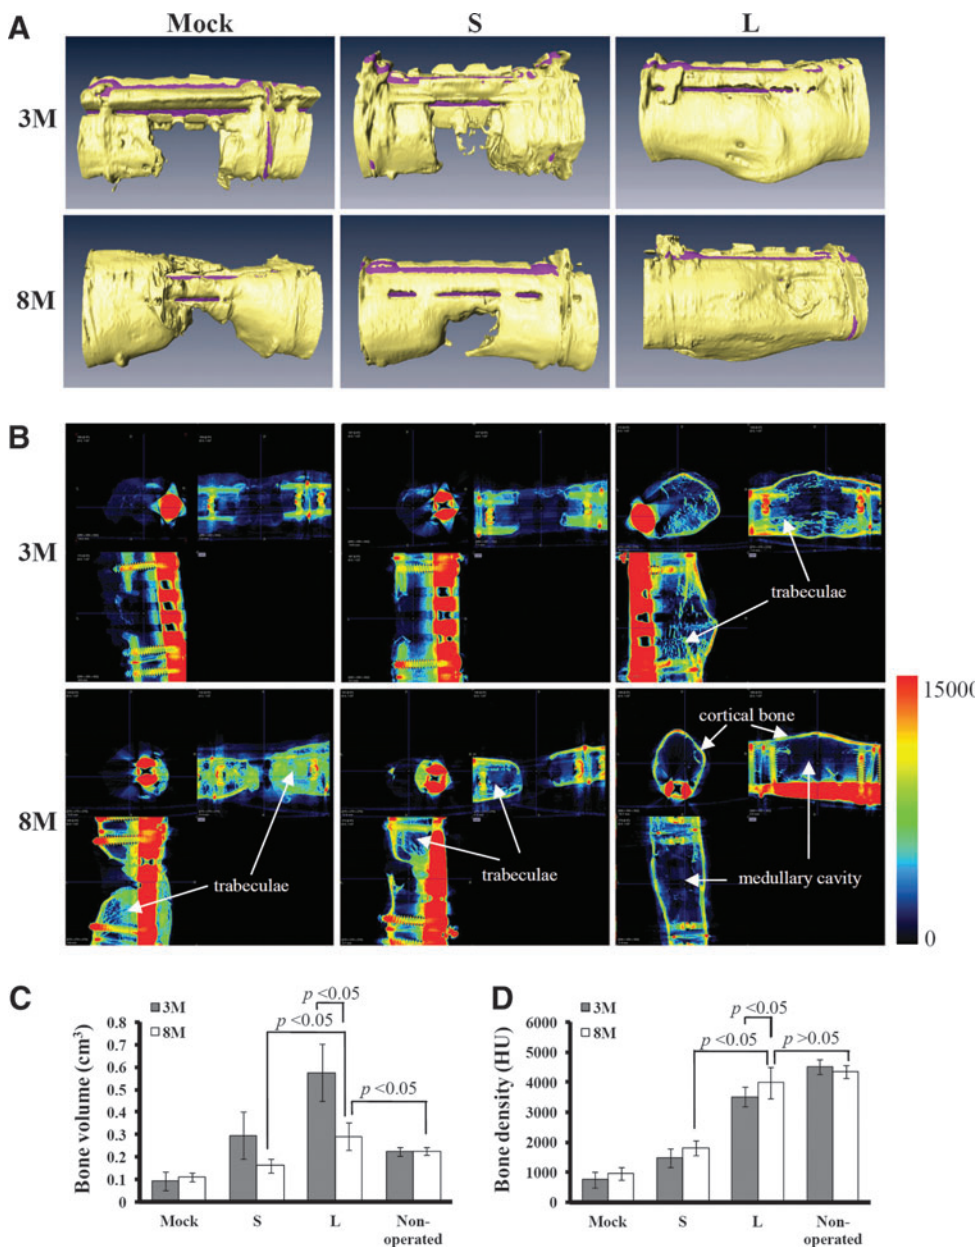 A
Mock
S
L
3M
8M
B
3M
trabeculae
8M
trabeculae
trabeculae
cortical bone
medullary cavity
15000
0
C
3M
8M
p <0.05
p <0.05
p <0.05
Bone volume (cm³)
0.8
0.7
0.6
0.5
0.4
0.3
0.2
0.1
0
Mock
S
L
Non-
operated
D
3M
8M
p <0.05
p <0.05
p >0.05
Bone density (HU)
6000
5000
4000
3000
2000
1000
0
Mock
S
L
Non-
operated